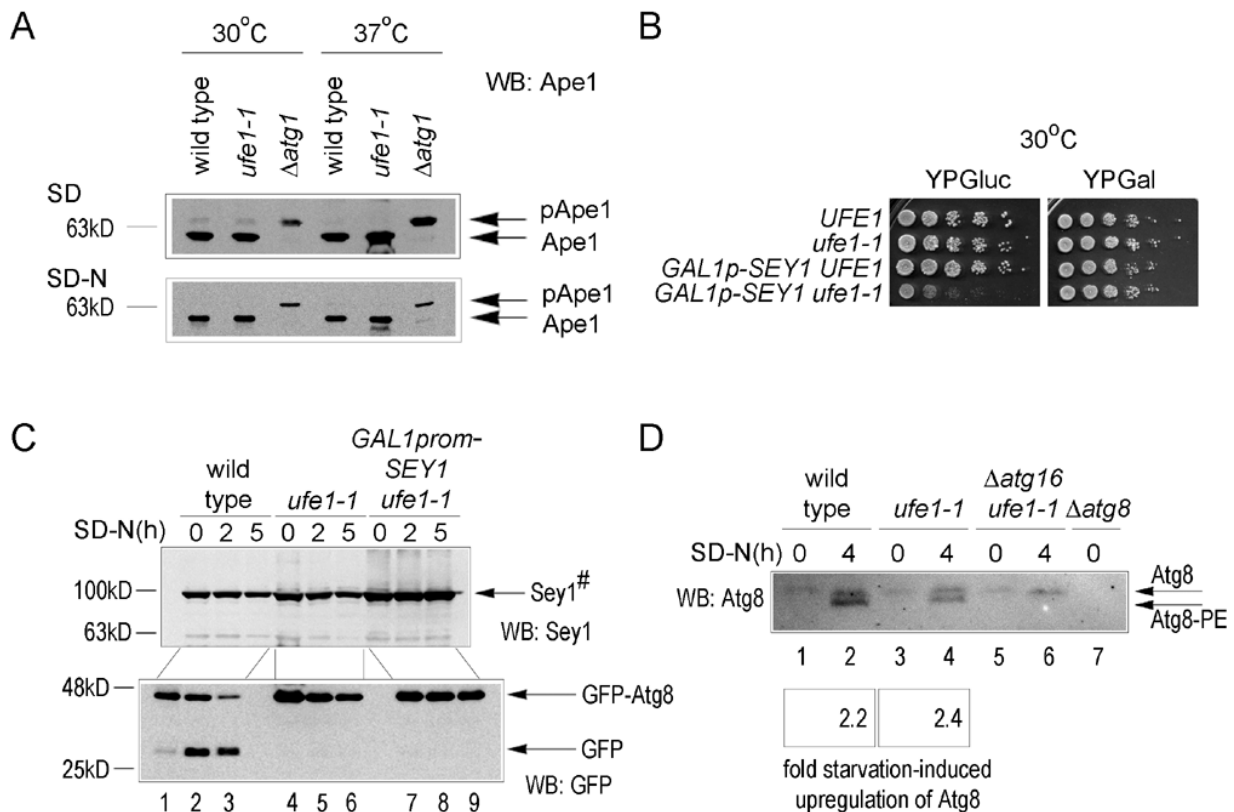 A
30°C 37°C
wild type
ufe1-1
Δatg1
wild type
ufe1-1
Δatg1
WB: Ape1
SD
63kD
pApe1
Ape1
SD-N
63kD
pApe1
Ape1
B
30°C
YPGluc YPGal
UFE1
ufe1-1
GAL1p-SEY1 UFE1
GAL1p-SEY1 ufe1-1
C
wild type
ufe1-1
GAL1prom-
SEY1
ufe1-1
SD-N(h) 0 2 5 0 2 5 0 2 5
100kD
Sey1#
63kD
WB: Sey1
48kD
GFP-Atg8
GFP
25kD
WB: GFP
1 2 3 4 5 6 7 8 9
D
wild type
ufe1-1
Δatg16
ufe1-1
Δatg8
SD-N(h) 0 4 0 4 0 4 0
WB: Atg8
Atg8
Atg8-PE
1 2 3 4 5 6 7
2.2 2.4
fold starvation-induced
upregulation of Atg8